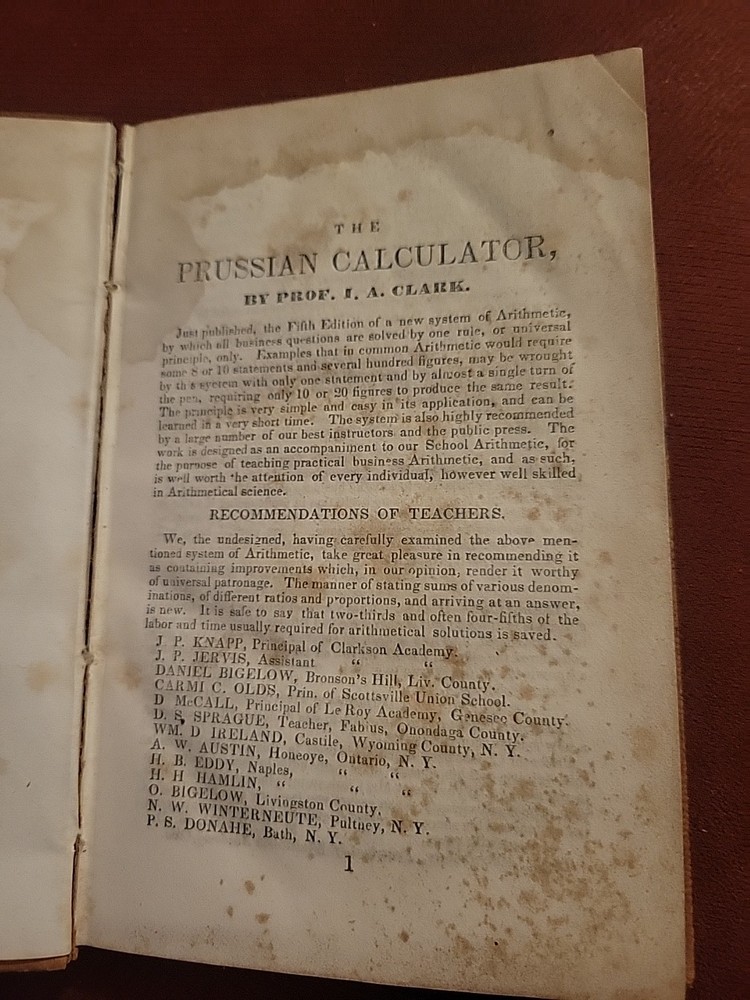 THE
PRUSSIAN CALCULATOR,
BY PROF. I. A. CLARK.
Just published, the Fifth Edition of a new system of Arithmetic,
by which all business questions are solved by one rule, or universal
principle, only. Examples that in common Arithmetic would require
some 8 or 10 statements and several hundred figures, may be wrought
by this system with only one statement and by almost a single turn of
the pen, requiring only 10 or 20 figures to produce the same result.
The principle is very simple and easy in its application, and can be
learned in a very short time. The system is also highly recommended
by a large number of our best instructors and the public press. The
work is designed as an accompaniment to our School Arithmetic, for
the purpose of teaching practical business Arithmetic, and as such,
is well worth the attention of every individual, however well skilled
in Arithmetical science.
RECOMMENDATIONS OF TEACHERS.
We, the undesigned, having carefully examined the above men-
tioned system of Arithmetic, take great pleasure in recommending it
as containing improvements which, in our opinion, render it worthy
of universal patronage. The manner of stating sums of various denom-
inations, of different ratios and proportions, and arriving at an answer,
is new. It is safe to say that two-thirds and often four-fifths of the
labor and time usually required for arithmetical solutions is saved.
J P. KNAPP, Principal of Clarkson Academy.
J. P. JERVIS, Assistant " "
DANIEL BIGELOW, Bronson's Hill, Liv. County.
CARMI C. OLDS, Prin. of Scottsville Union School.
D McCALL, Principal of Le Roy Academy, Genesee County.
D. S. SPRAGUE, Teacher, Fabius, Onondaga County.
WM. D IRELAND, Castile, Wyoming County, N. Y.
A. W. AUSTIN, Honeoye, Ontario, N. Y.
H. B. EDDY, Naples, " "
H. H HAMLIN, " " "
O. BIGELOW, Livingston County,
N. W. WINTERNEUTE, Pultney, N. Y.
P. S. DONAHE, Bath, N. Y.
1